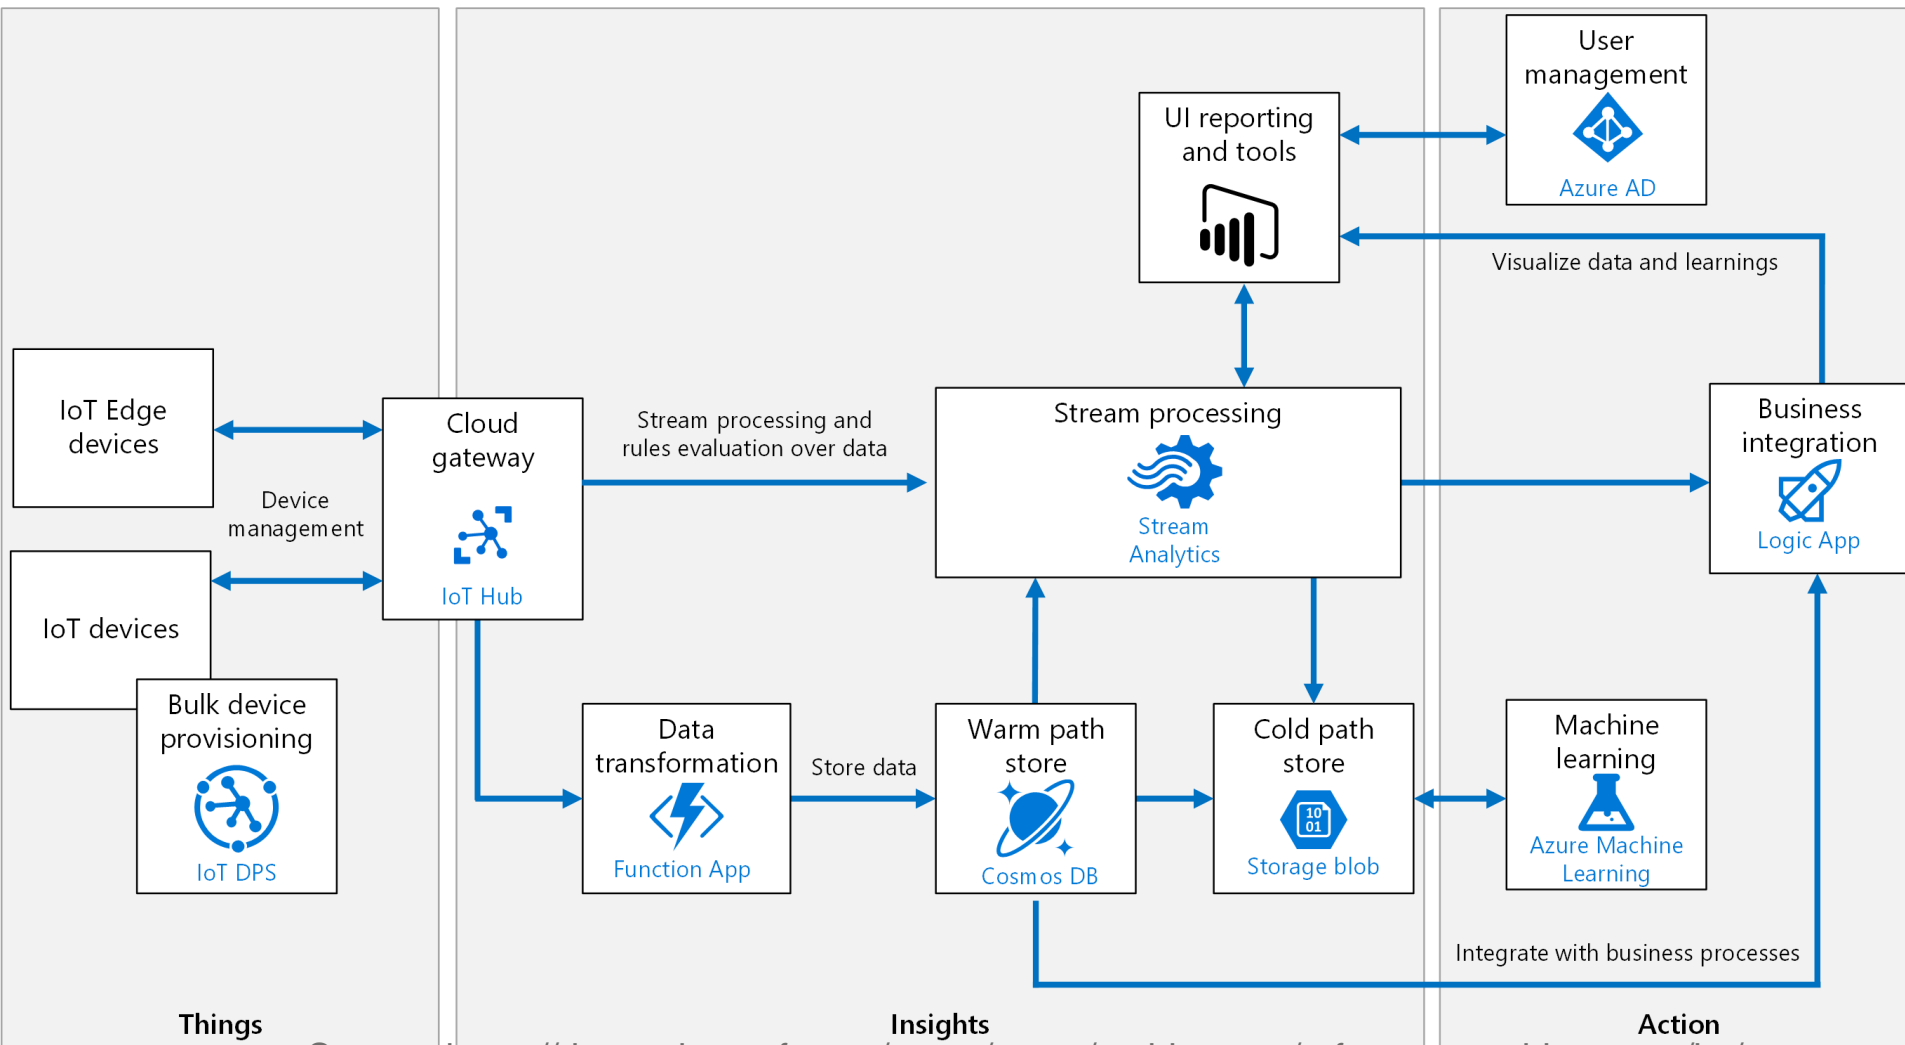 User
management
Azure AD
UI reporting
and tools
Visualize data and learnings
IoT Edge
devices
Device
management
IoT devices
Bulk device
provisioning
IoT DPS
Cloud
gateway
IoT Hub
Stream processing and
rules evaluation over data
Stream processing
Stream
Analytics
Business
integration
Logic App
Data
transformation
Function App
Store data
Warm path
store
Cosmos DB
Cold path
store
10
01
Storage blob
Machine
learning
Azure Machine
Learning
Integrate with business processes
Things
Insights
Action